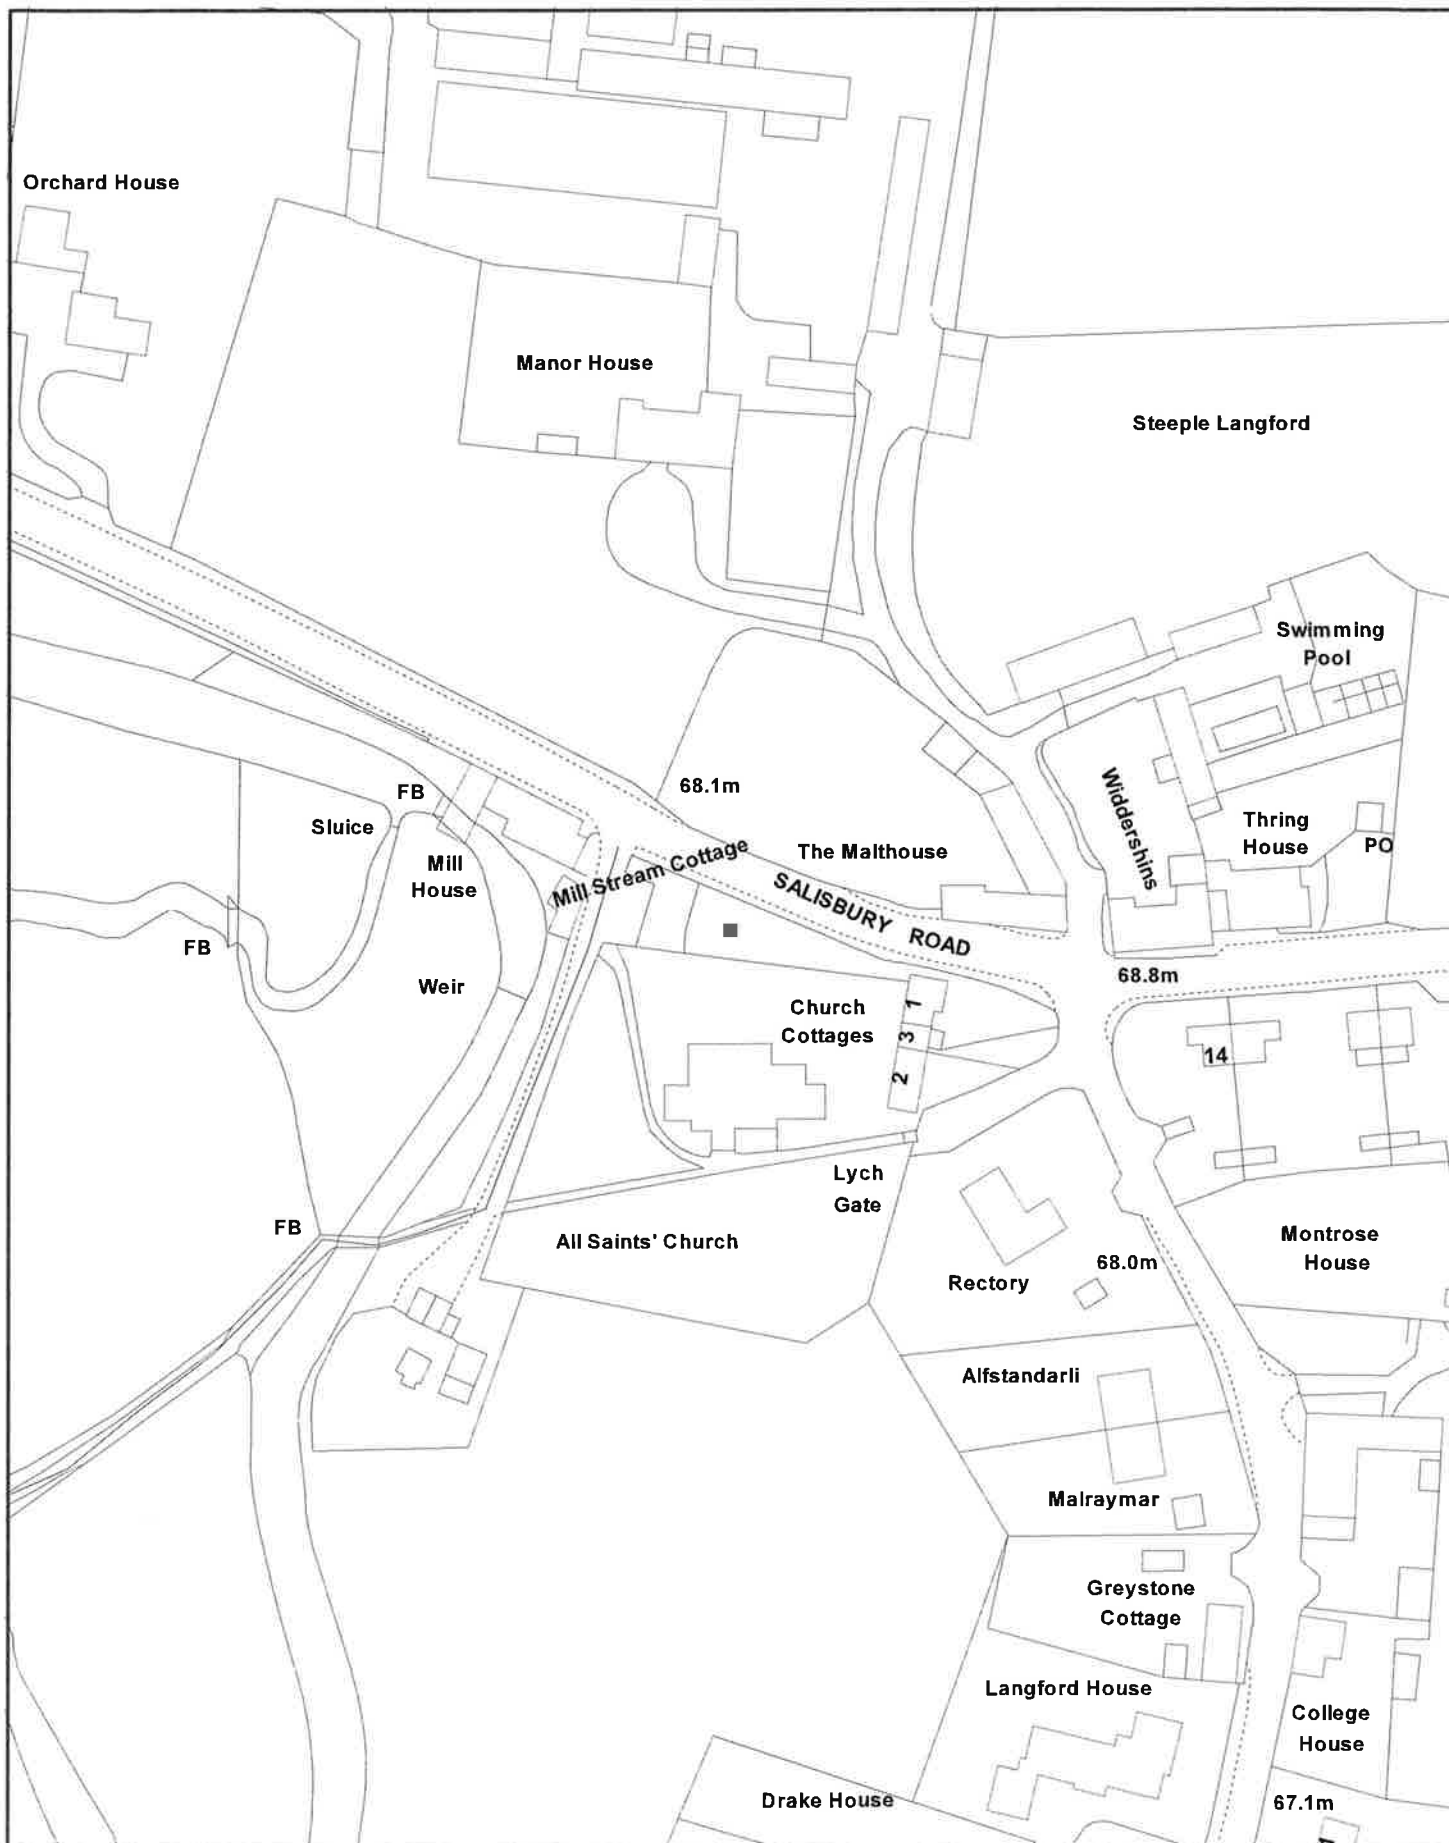 Orchard House
Manor House
Steeple Langford
Swimming
Pool
68.1m
FB
Sluice
Mill
House
Mill Stream Cottage
The Malthouse
SALISBURY ROAD
Widdershins
Thring
House
PO
FB
Weir
68.8m
Church
Cottages
1
3
2
14
Lych
Gate
FB
All Saints' Church
Rectory
68.0m
Montrose
House
Alfstandarli
Malraymar
Greystone
Cottage
Langford House
College
House
Drake House
67.1m